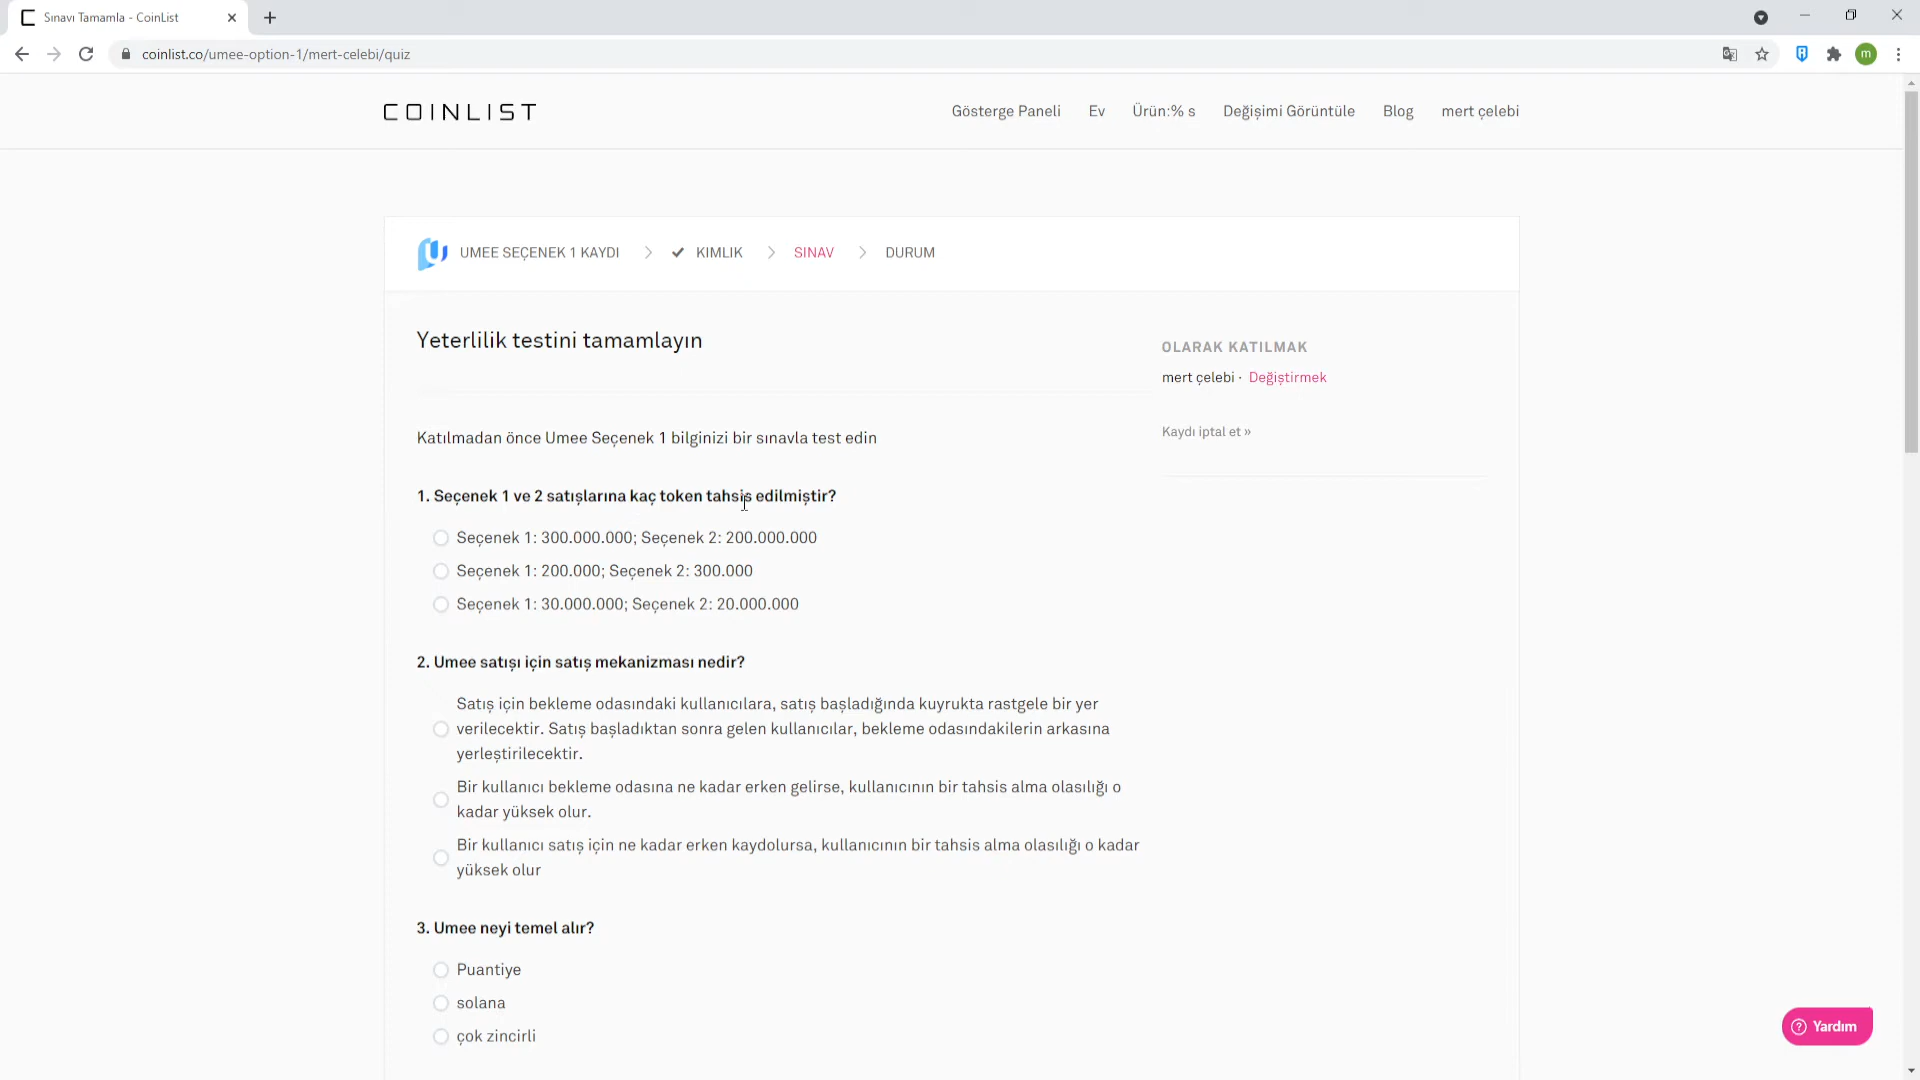 Sınavı Tamamla - CoinList
coinlist.co/umee-option-1/mert-celebi/quiz
m
COINLIST
Gösterge Paneli Ev Ürün:% s Değişimi Görüntüle Blog mert çelebi
UMEE SEÇENEK 1 KAYDI KIMLIK SINAV DURUM
Yeterlilik testini tamamlayın
OLARAK KATILMAK
mert çelebi · Değiştirmek
Kaydı iptal et »
Katılmadan önce Umee Seçenek 1 bilginizi bir sınavla test edin
1. Seçenek 1 ve 2 satışlarına kaç token tahsis edilmiştir?
Seçenek 1: 300.000.000; Seçenek 2: 200.000.000
Seçenek 1: 200.000; Seçenek 2: 300.000
Seçenek 1: 30.000.000; Seçenek 2: 20.000.000
2. Umee satışı için satış mekanizması nedir?
Satış için bekleme odasındaki kullanıcılara, satış başladığında kuyrukta rastgele bir yer
verilecektir. Satış başladıktan sonra gelen kullanıcılar, bekleme odasındakilerin arkasına
yerleştirilecektir.
Bir kullanıcı bekleme odasına ne kadar erken gelirse, kullanıcının bir tahsis alma olasılığı o
kadar yüksek olur.
Bir kullanıcı satış için ne kadar erken kaydolursa, kullanıcının bir tahsis alma olasılığı o kadar
yüksek olur
3. Umee neyi temel alır?
Puantiye
solana
çok zincirli
Yardım